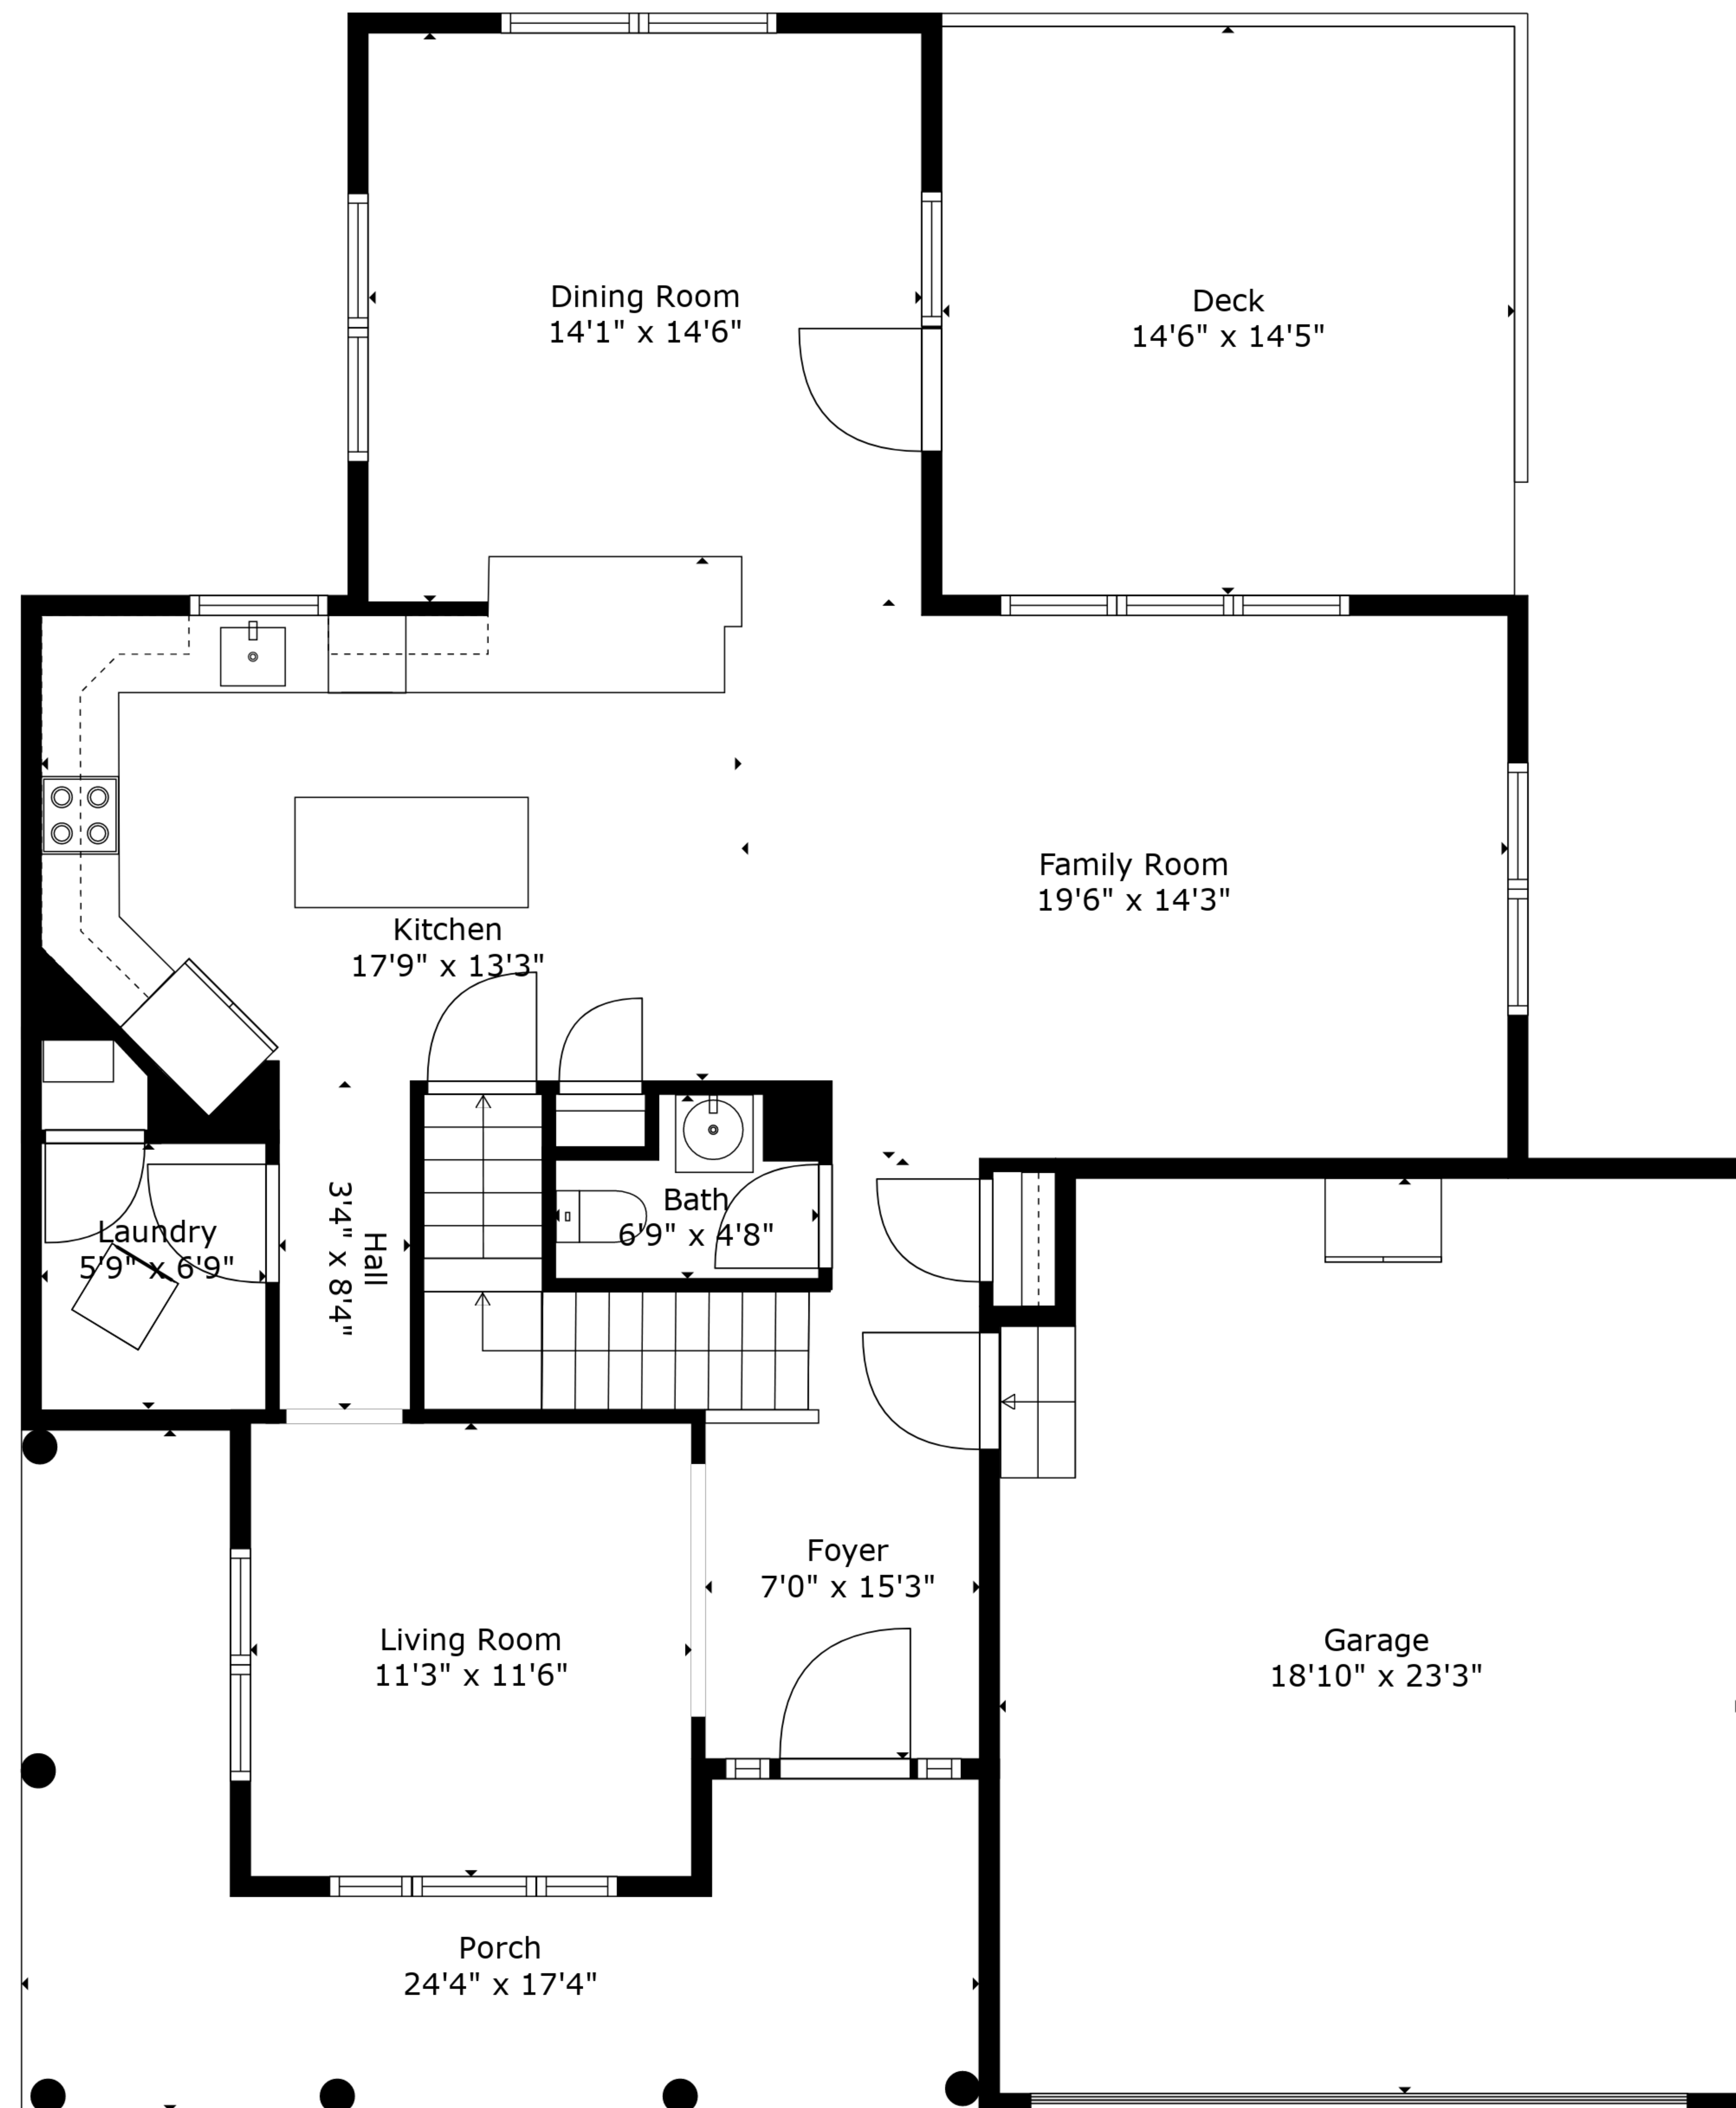 Dining Room
14'1" x 14'6"
Deck
14'6" x 14'5"
Family Room
19'6" x 14'3"
Kitchen
17'9" x 13'3"
Bath
6'9" x 4'8"
Laundry
5'9" x 6'9"
Hall
3'4" x 8'4"
Foyer
7'0" x 15'3"
Living Room
11'3" x 11'6"
Garage
18'10" x 23'3"
Porch
24'4" x 17'4"